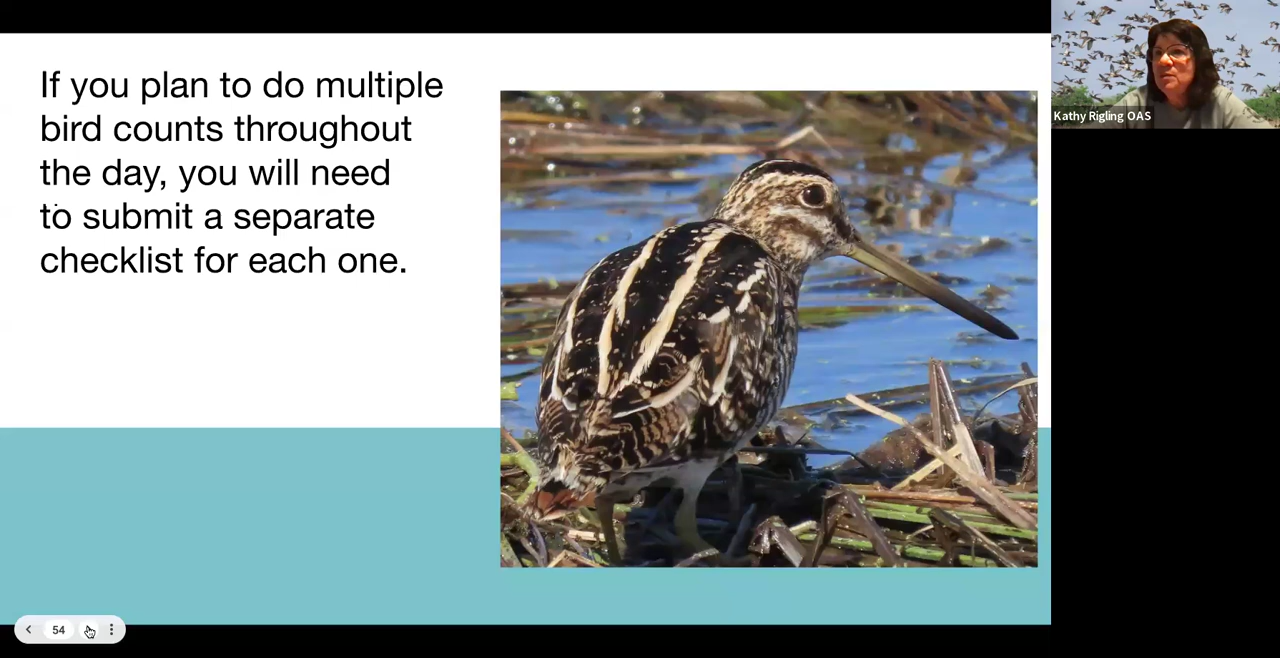 If you plan to do multiple
bird counts throughout
the day, you will need
to submit a separate
checklist for each one.
Kathy Rigling OAS
54